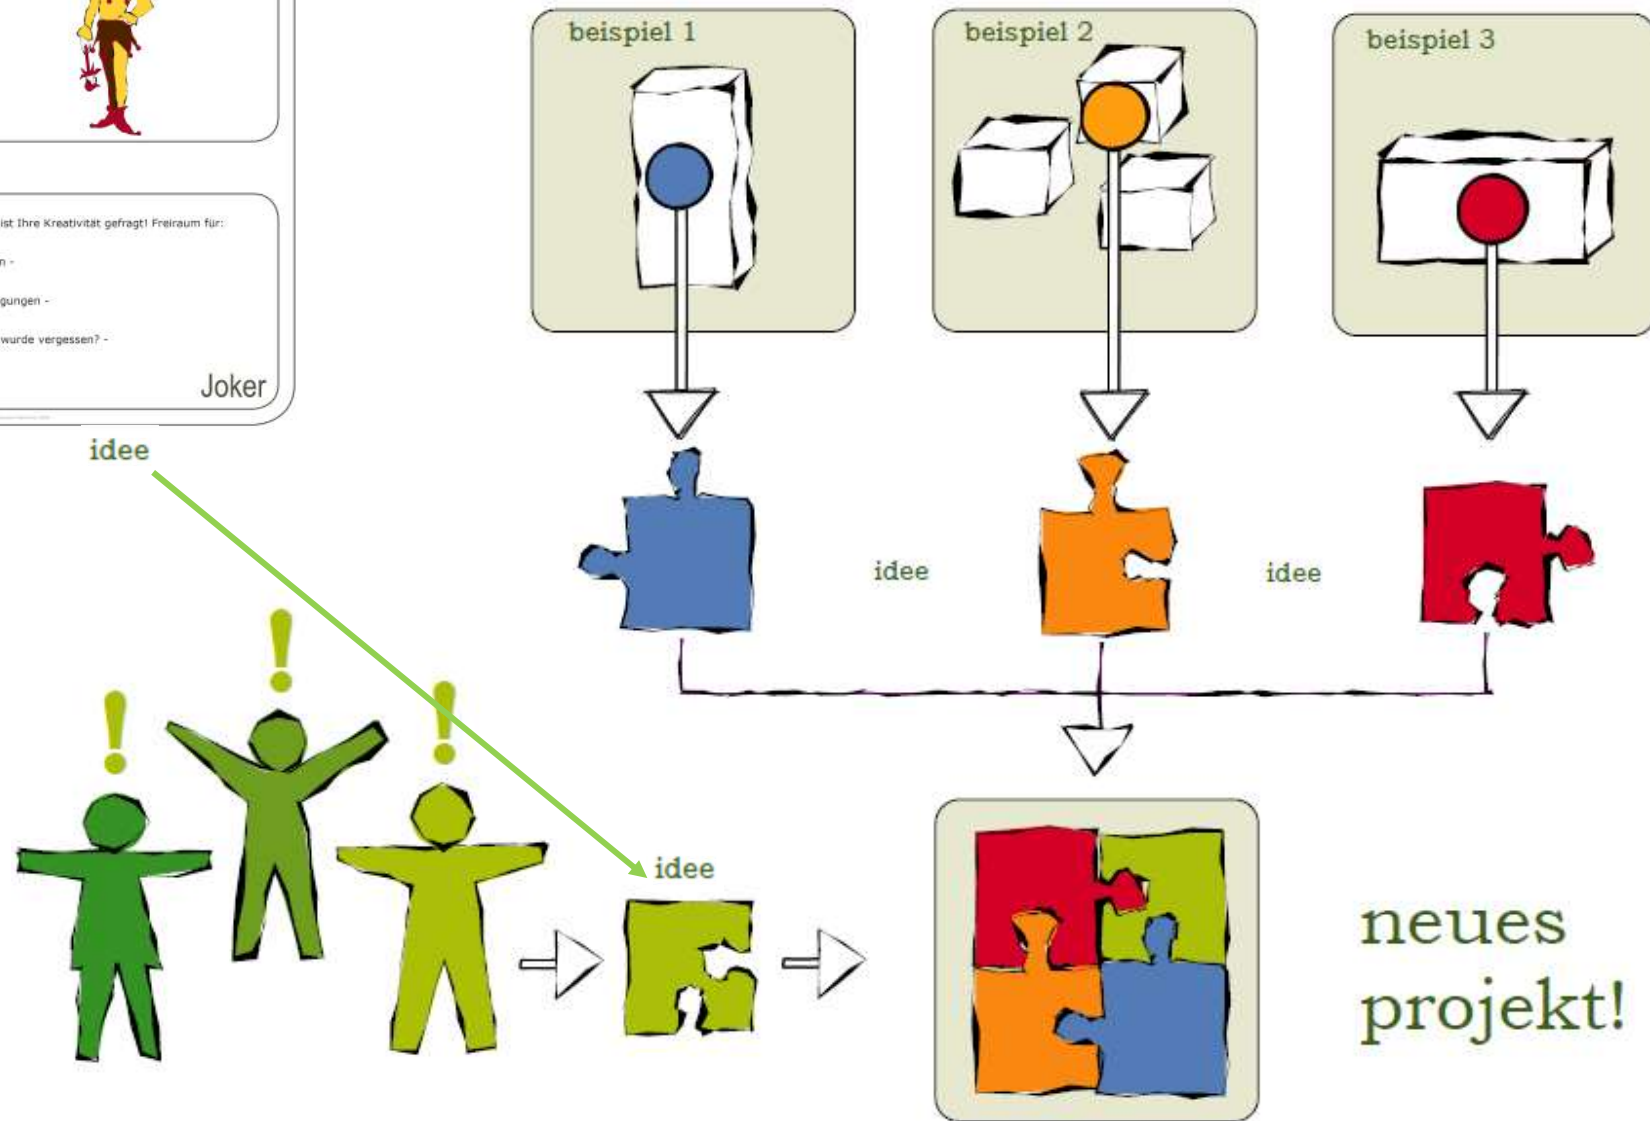 beispiel 1
beispiel 2
beispiel 3
ist Ihre Kreativität gefragt! Freiraum für:
n -
gungen -
wurde vergessen? -
Joker
idee
idee
idee
idee
neues
projekt!